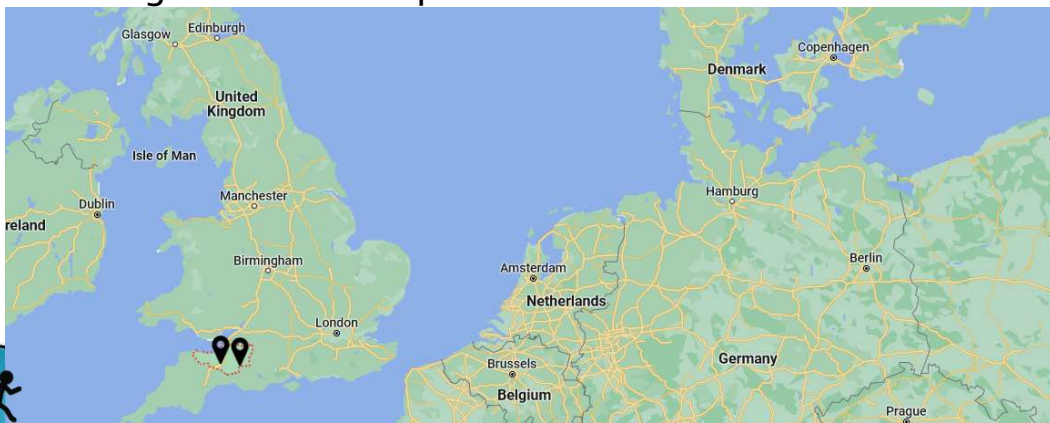 Glasgow
Edinburgh
Copenhagen
Denmark
United
Kingdom
Isle of Man
Hamburg
Manchester
Dublin
reland
Birmingham
Berlin
Amsterdam
Netherlands
London
Germany
Brussels
Belgium
Prague